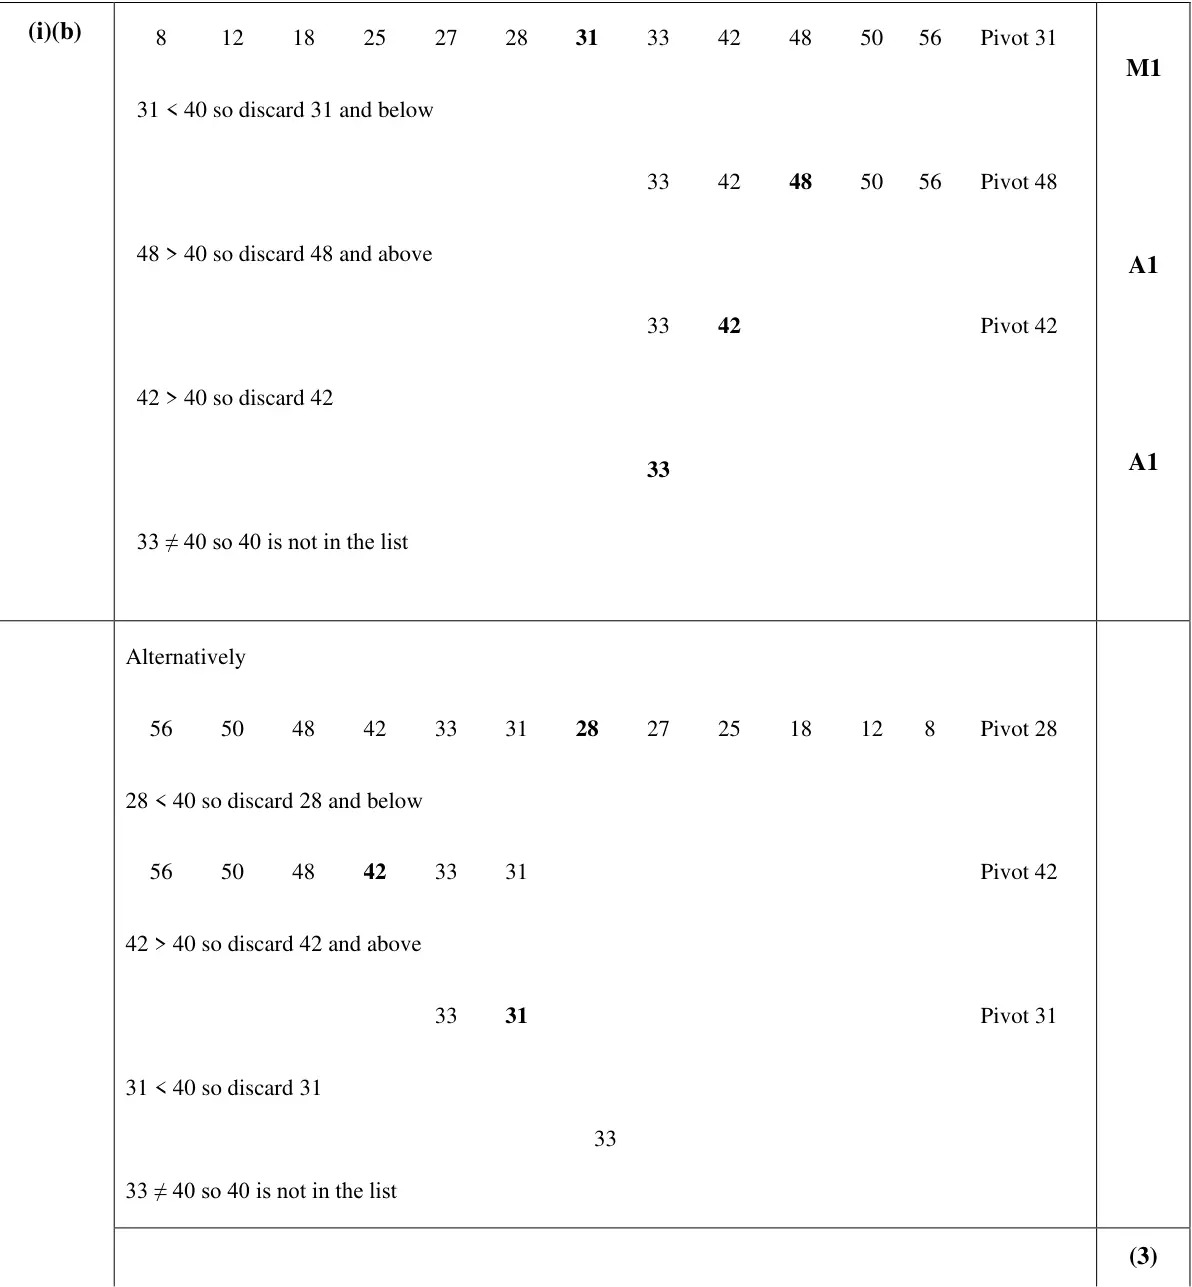 (i)(b) 8 12 18 25 27 28 31 33 42 48 50 56 Pivot 31
M1
31 < 40 so discard 31 and below
33 42 48 50 56 Pivot 48
48 > 40 so discard 48 and above
A1
33 42 Pivot 42
42 > 40 so discard 42
33
A1
33 ≠ 40 so 40 is not in the list
Alternatively
56 50 48 42 33 31 28 27 25 18 12 8 Pivot 28
28 < 40 so discard 28 and below
56 50 48 42 33 31 Pivot 42
42 > 40 so discard 42 and above
33 31 Pivot 31
31 < 40 so discard 31
33
33 ≠ 40 so 40 is not in the list
(3)